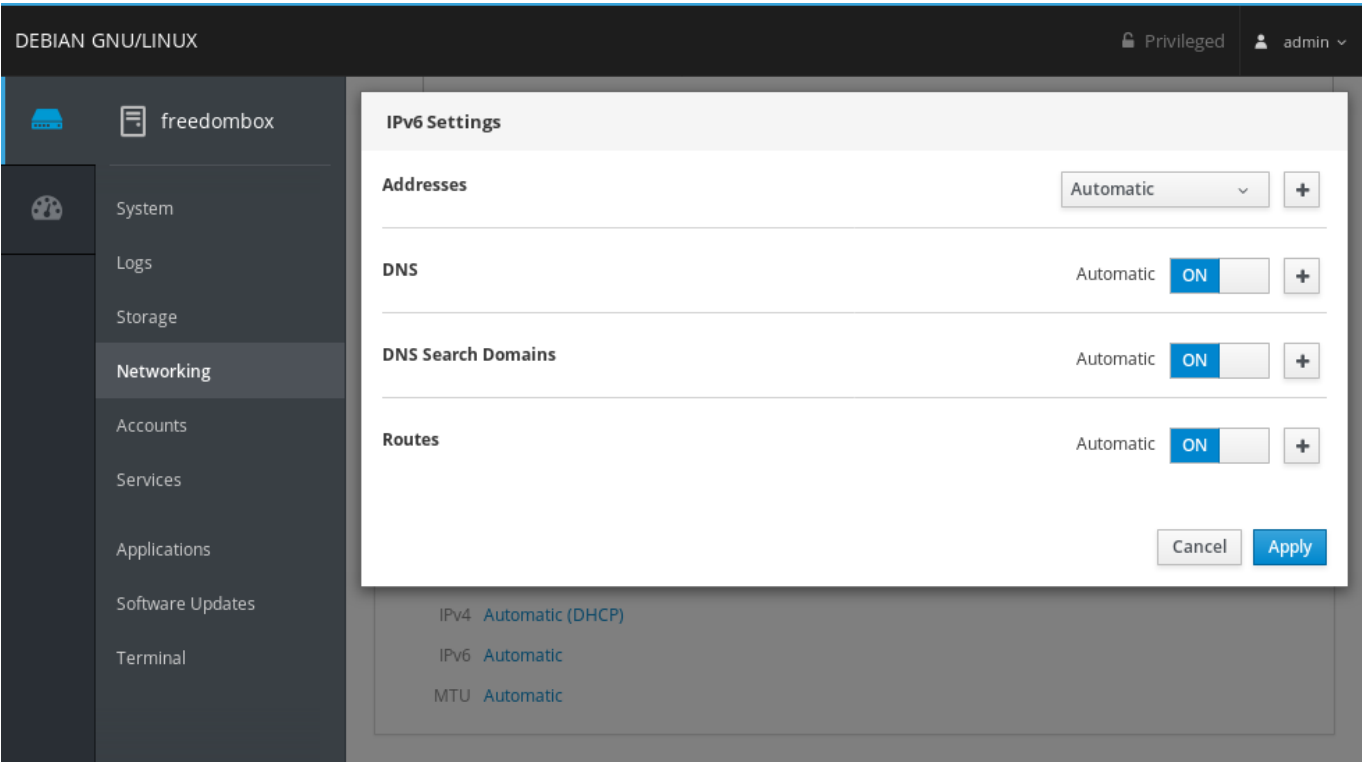 DEBIAN GNU/LINUX
Privileged
admin
freedombox
System
Logs
Storage
Networking
Accounts
Services
Applications
Software Updates
Terminal
IPv6 Settings
Addresses
Automatic
DNS
Automatic ON
DNS Search Domains
Automatic ON
Routes
Automatic ON
Cancel
Apply
IPv4 Automatic (DHCP)
IPv6 Automatic
MTU Automatic